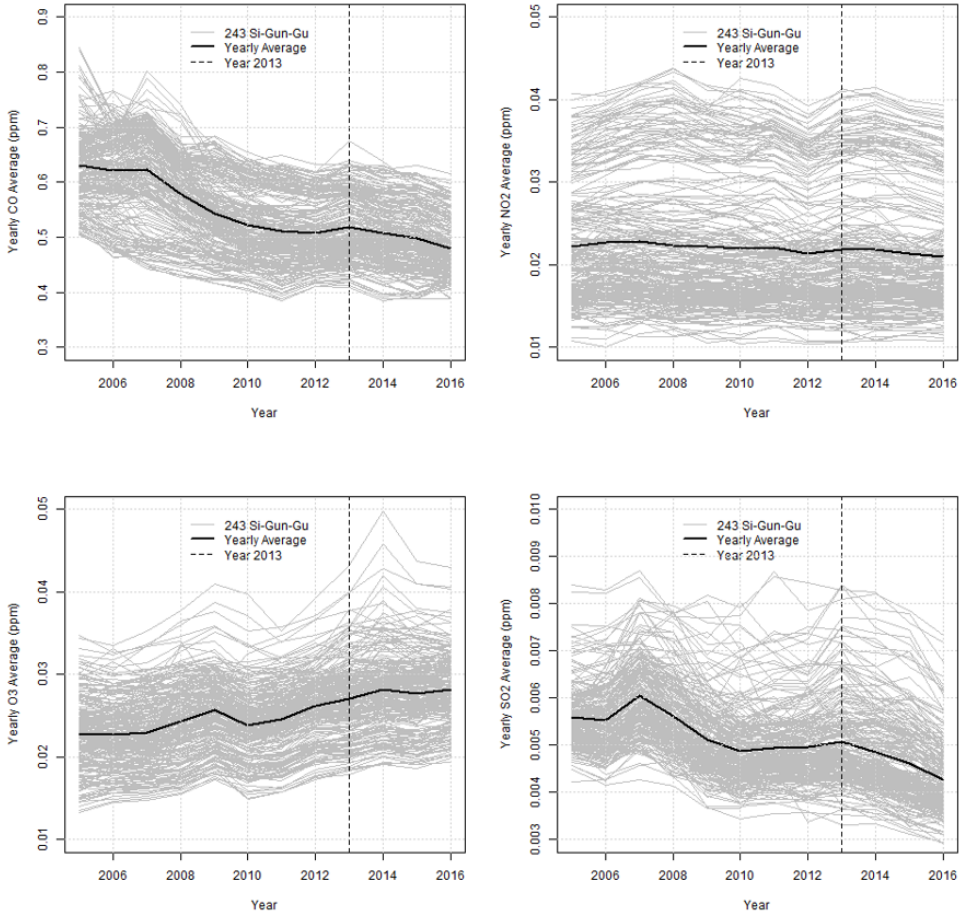 243 Si-Gun-Gu
Yearly Average
Year 2013
Yearly CO Average (ppm)
0.9
0.8
0.7
0.6
0.5
0.4
0.3
2006 2008 2010 2012 2014 2016
Year
243 Si-Gun-Gu
Yearly Average
Year 2013
Yearly NO2 Average (ppm)
0.05
0.04
0.03
0.02
0.01
2006 2008 2010 2012 2014 2016
Year
243 Si-Gun-Gu
Yearly Average
Year 2013
Yearly O3 Average (ppm)
0.05
0.04
0.03
0.02
0.01
2006 2008 2010 2012 2014 2016
Year
243 Si-Gun-Gu
Yearly Average
Year 2013
Yearly SO2 Average (ppm)
0.010
0.009
0.008
0.007
0.006
0.005
0.004
0.003
2006 2008 2010 2012 2014 2016
Year